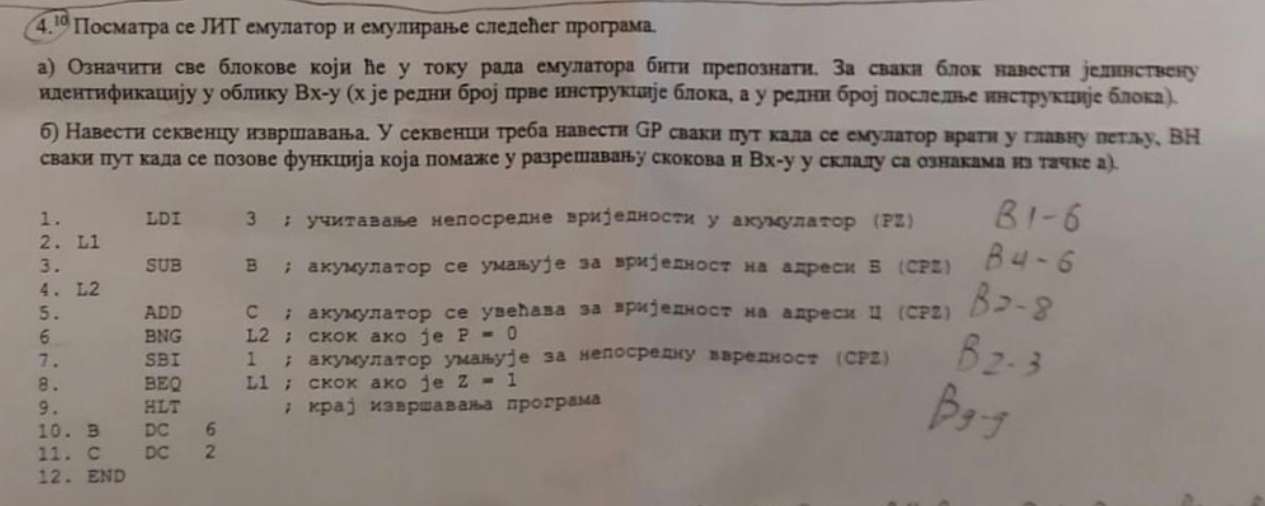 4.10 Посматра се ЈИТ емулатор и емулирање следећег програма.
а) Означити све блокове који ће у току рада емулатора бити препознати. За сваки блок навести јединствену
идентификацију у облику Вх-у (х је редни број прве инструкције блока, а у редни број последње инструкције блока).
б) Навести секвенцу извршавања. У секвенци треба навести GP сваки пут када се емулатор врати у главну петљу, BH
сваки пут када се позове функција која помаже у разрешавању скокова и Вх-у у складу са ознакама из тачке а).
1. LDI 3 ; учитавање непосредне вриједности у акумулатор (PZ) B1-6
2. L1
3. SUB B ; акумулатор се умањује за вриједност на адреси Б (CPZ) B4-6
4. L2
5. ADD C ; акумулатор се увећава за вриједност на адреси Ц (CPZ) B7-8
6 BNG L2 ; скок ако је P = 0
7. SBI 1 ; акумулатор умањује за непосредну ввредност (CPZ) B2-3
8. BEQ L1 ; скок ако је Z = 1
9. HLT ; крај извршавања програма B9-9
10. B DC 6
11. C DC 2
12. END